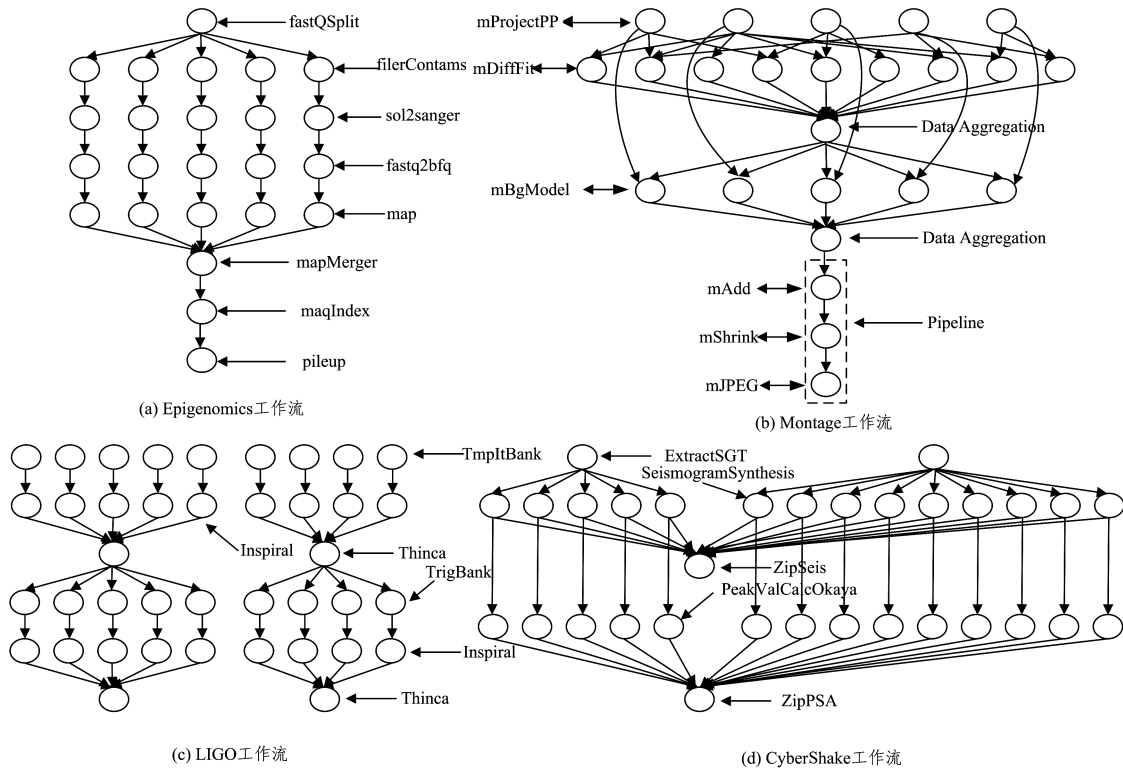 fastQSplit
filerContams
sol2sanger
fastq2bfq
map
mapMerger
maqIndex
pileup
(a) Epigenomics工作流
mProjectPP
mDiffFit
Data Aggregation
mBgModel
Data Aggregation
mAdd
Pipeline
mShrink
mJPEG
(b) Montage工作流
TmpItBank
Inspiral
Thinca
TrigBank
Inspiral
Thinca
(c) LIGO工作流
ExtractSGT
SeismogramSynthesis
ZipSeis
PeakValCalcOkaya
ZipPSA
(d) CyberShake工作流